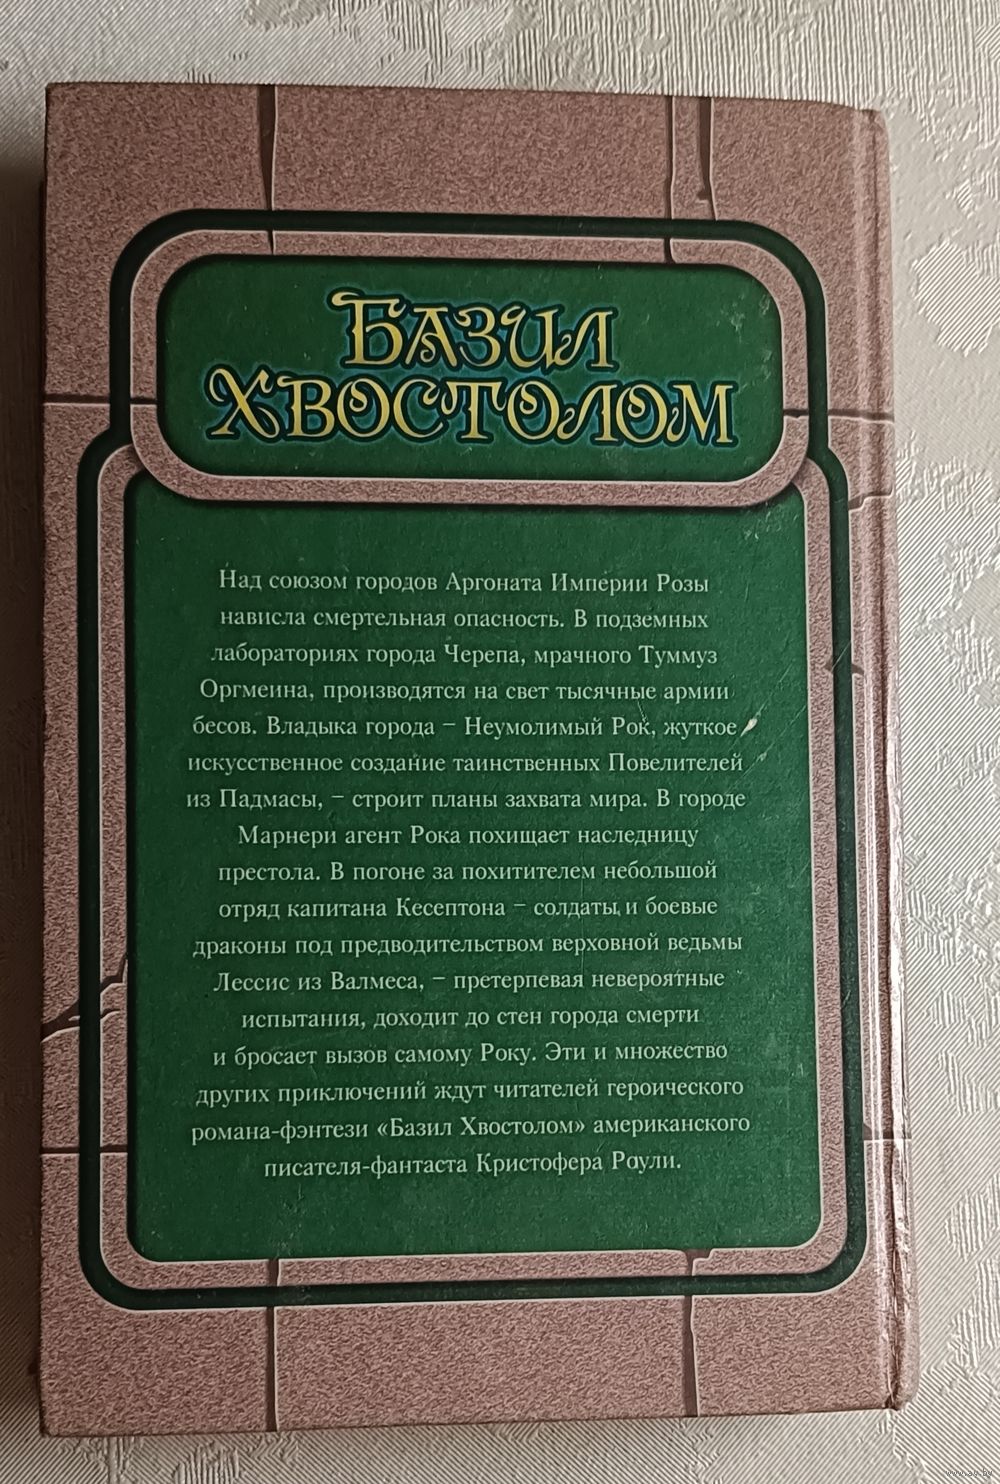 БАЗИЛ
ХВОСТОЛОМ
Над союзом городов Аргоната Империи Розы
нависла смертельная опасность. В подземных
лабораториях города Черепа, мрачного Туммуз
Оргмеина, производятся на свет тысячные армии
бесов. Владыка города – Неумолимый Рок, жуткое
искусственное создание таинственных Повелителей
из Падмасы, – строит планы захвата мира. В городе
Марнери агент Рока похищает наследницу
престола. В погоне за похитителем небольшой
отряд капитана Кесептона – солдаты и боевые
драконы под предводительством верховной ведьмы
Лессис из Валмеса, – претерпевая невероятные
испытания, доходит до стен города смерти
и бросает вызов самому Року. Эти и множество
других приключений ждут читателей героического
романа-фэнтези «Базил Хвостолом» американского
писателя-фантаста Кристофера Роули.
www.ay.by